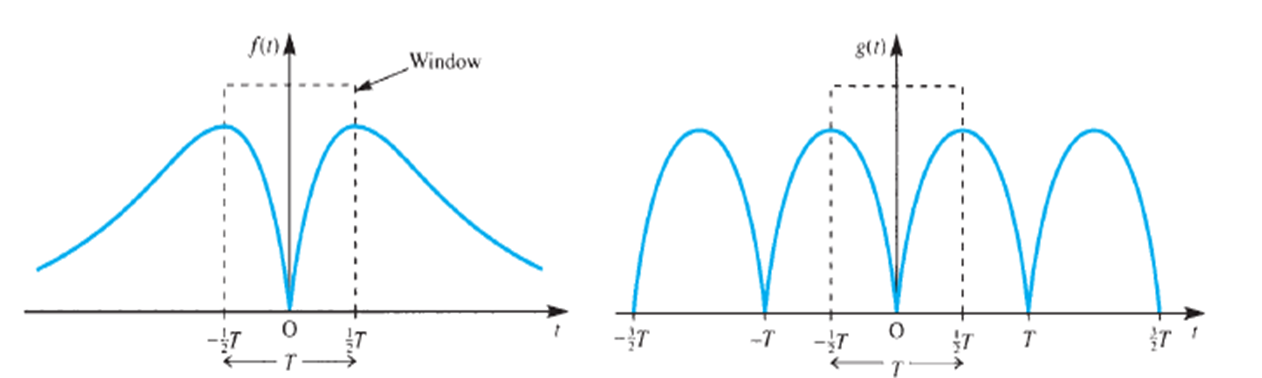 f(t)
Window
-½T O ½T t
T
g(t)
-3/2T -T -½T O ½T T 3/2T t
T